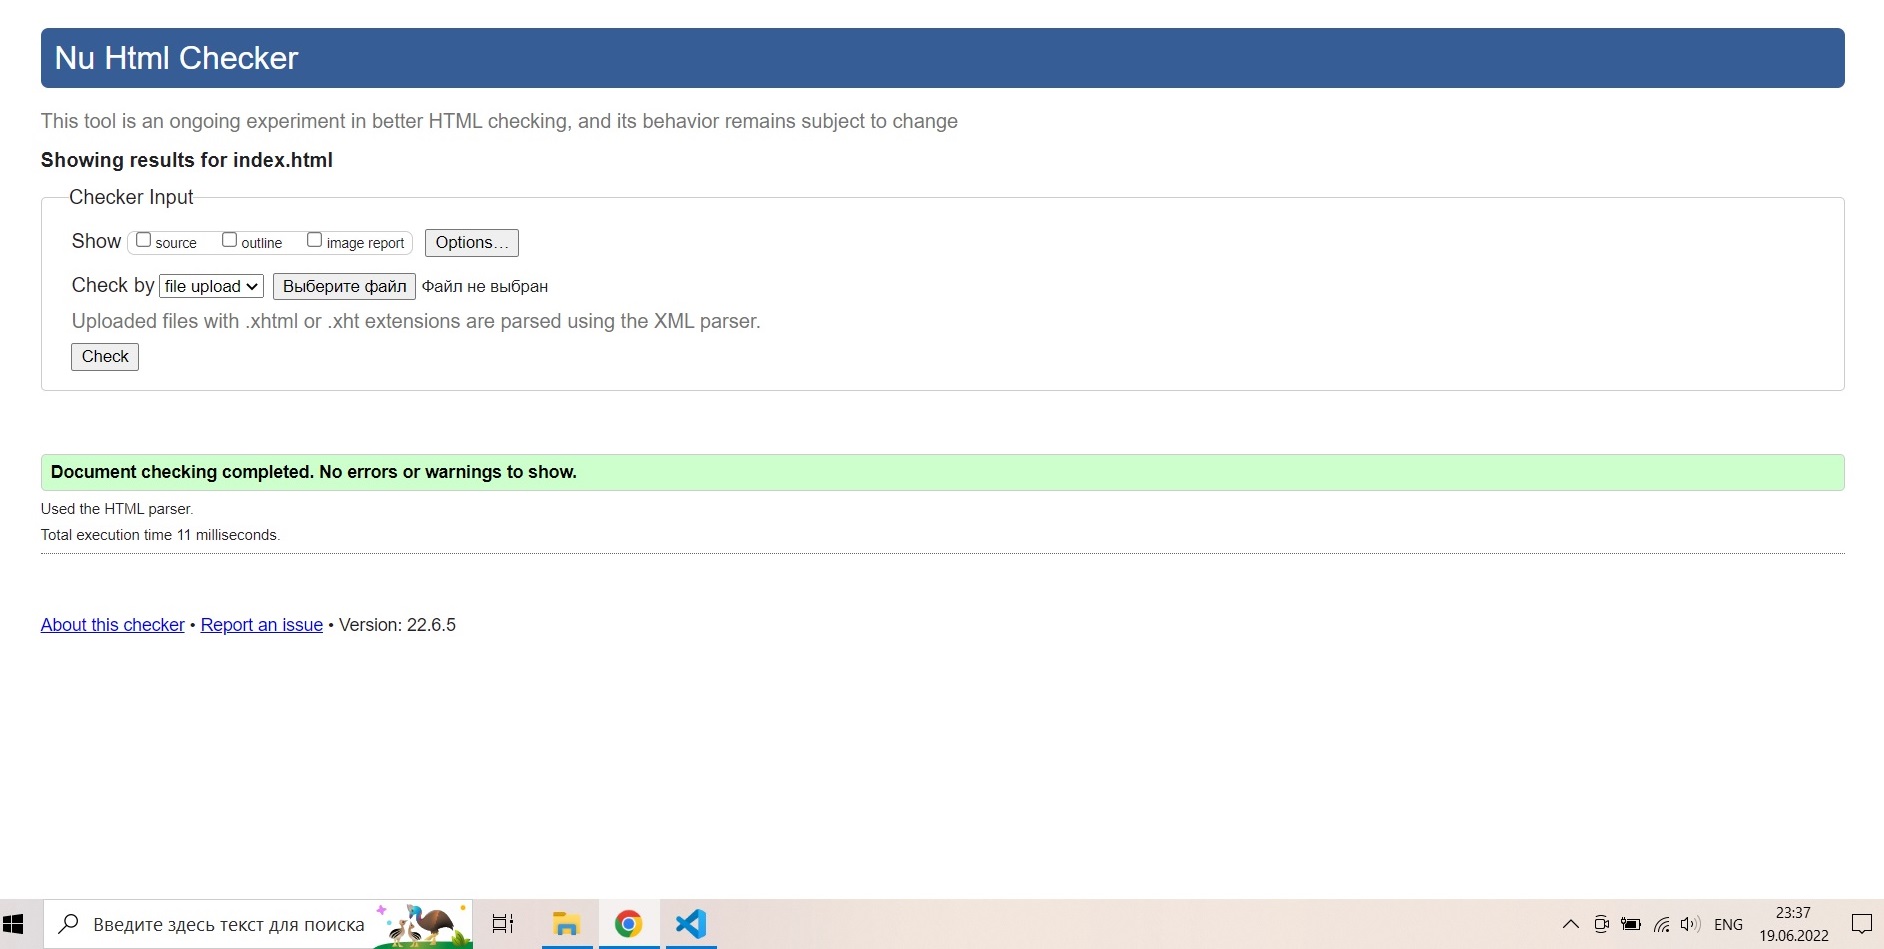 Nu Html Checker
This tool is an ongoing experiment in better HTML checking, and its behavior remains subject to change
Showing results for index.html
Checker Input
Show source outline image report Options…
Check by file upload Выберите файл Файл не выбран
Uploaded files with .xhtml or .xht extensions are parsed using the XML parser.
Check
Document checking completed. No errors or warnings to show.
Used the HTML parser.
Total execution time 11 milliseconds.
About this checker • Report an issue • Version: 22.6.5
Введите здесь текст для поиска
ENG
23:37
19.06.2022